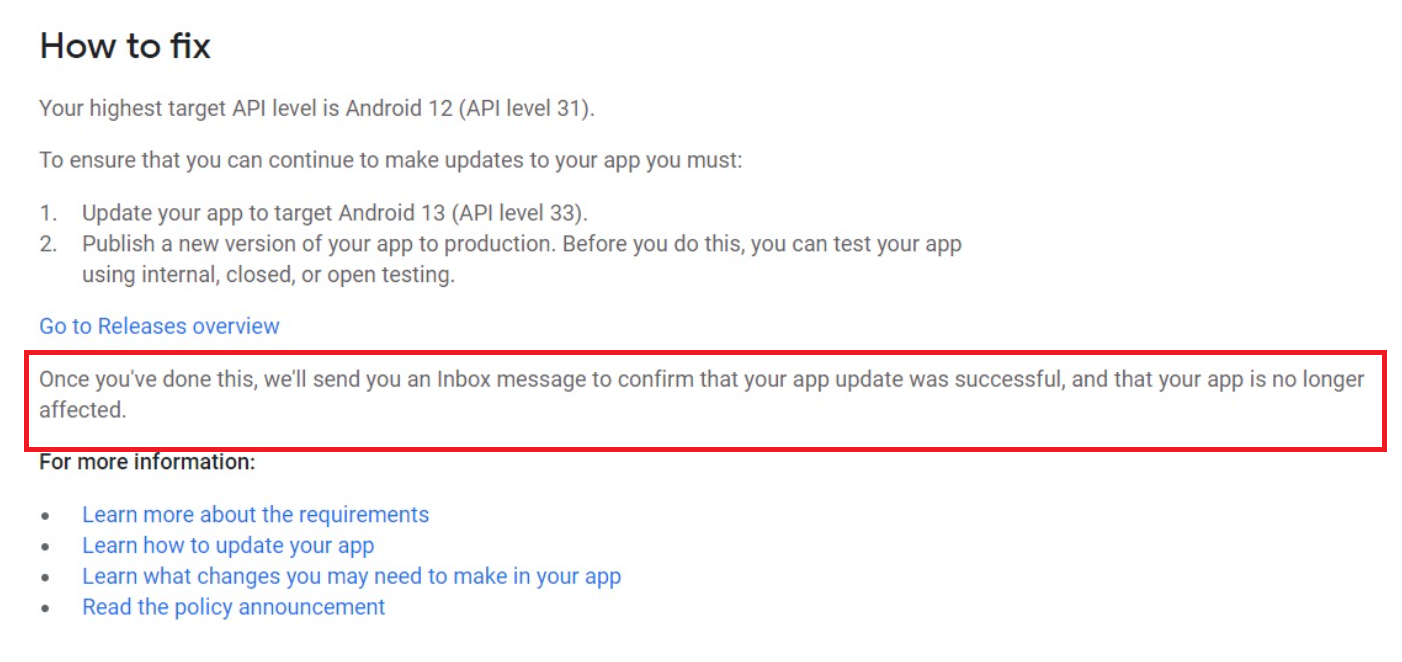 How to fix
Your highest target API level is Android 12 (API level 31).
To ensure that you can continue to make updates to your app you must:
1. Update your app to target Android 13 (API level 33).
2. Publish a new version of your app to production. Before you do this, you can test your app
using internal, closed, or open testing.
Go to Releases overview
Once you've done this, we'll send you an Inbox message to confirm that your app update was successful, and that your app is no longer
affected.
For more information:
• Learn more about the requirements
• Learn how to update your app
• Learn what changes you may need to make in your app
• Read the policy announcement